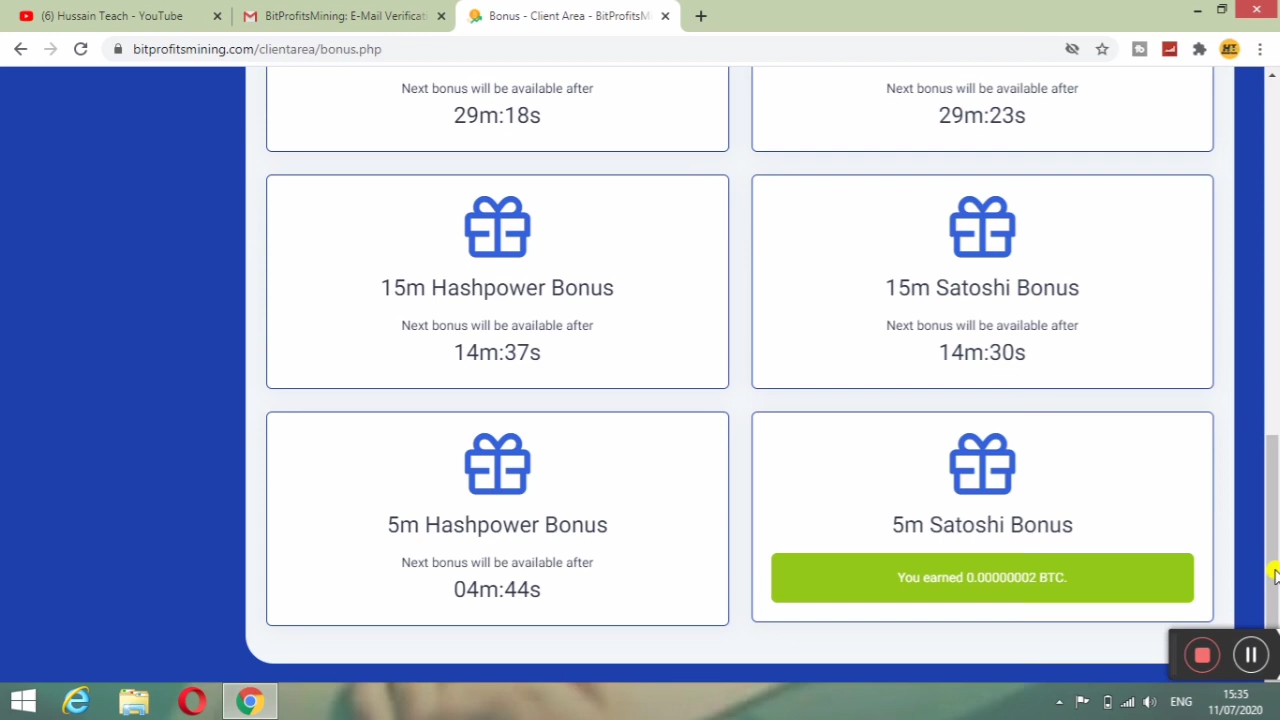 (6) Hussain Teach - YouTube
BitProfitsMining: E-Mail Verificat
Bonus - Client Area - BitProfitsMi
bitprofitsmining.com/clientarea/bonus.php
HT
Next bonus will be available after
29m:18s
Next bonus will be available after
29m:23s
15m Hashpower Bonus
Next bonus will be available after
14m:37s
15m Satoshi Bonus
Next bonus will be available after
14m:30s
5m Hashpower Bonus
Next bonus will be available after
04m:44s
5m Satoshi Bonus
You earned 0.00000002 BTC.
ENG
15:35
11/07/2020